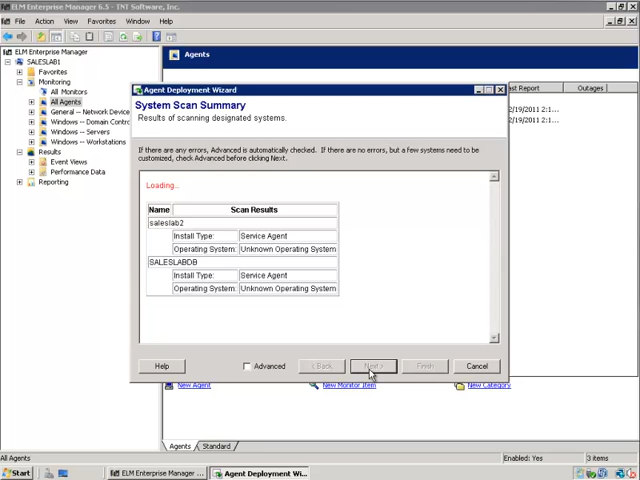 ELM Enterprise Manager 6.5 - TNT Software, Inc.
File Action View Favorites Window Help
ELM Enterprise Manager
SALESLAB1
Favorites
Monitoring
All Monitors
All Agents
General -- Network Device
Windows -- Domain Contr
Windows -- Servers
Windows -- Workstations
Results
Event Views
Performance Data
Reporting
Agents
ast Report Outages
2/19/2011 2:1...
2/19/2011 2:1...
Agent Deployment Wizard
System Scan Summary
Results of scanning designated systems.
If there are any errors, Advanced is automatically checked. If there are no errors, but a few systems need to be
customized, check Advanced before clicking Next.
Loading..
Name Scan Results
saleslab2
Install Type: Service Agent
Operating System: Unknown Operating System
SALESLABDB
Install Type: Service Agent
Operating System: Unknown Operating System
Help Advanced < Back Next > Finish Cancel
New Agent New Monitor Item New Category
Agents Standard
All Agents Enabled: Yes 3 items
Start ELM Enterprise Manager ... Agent Deployment Wi...